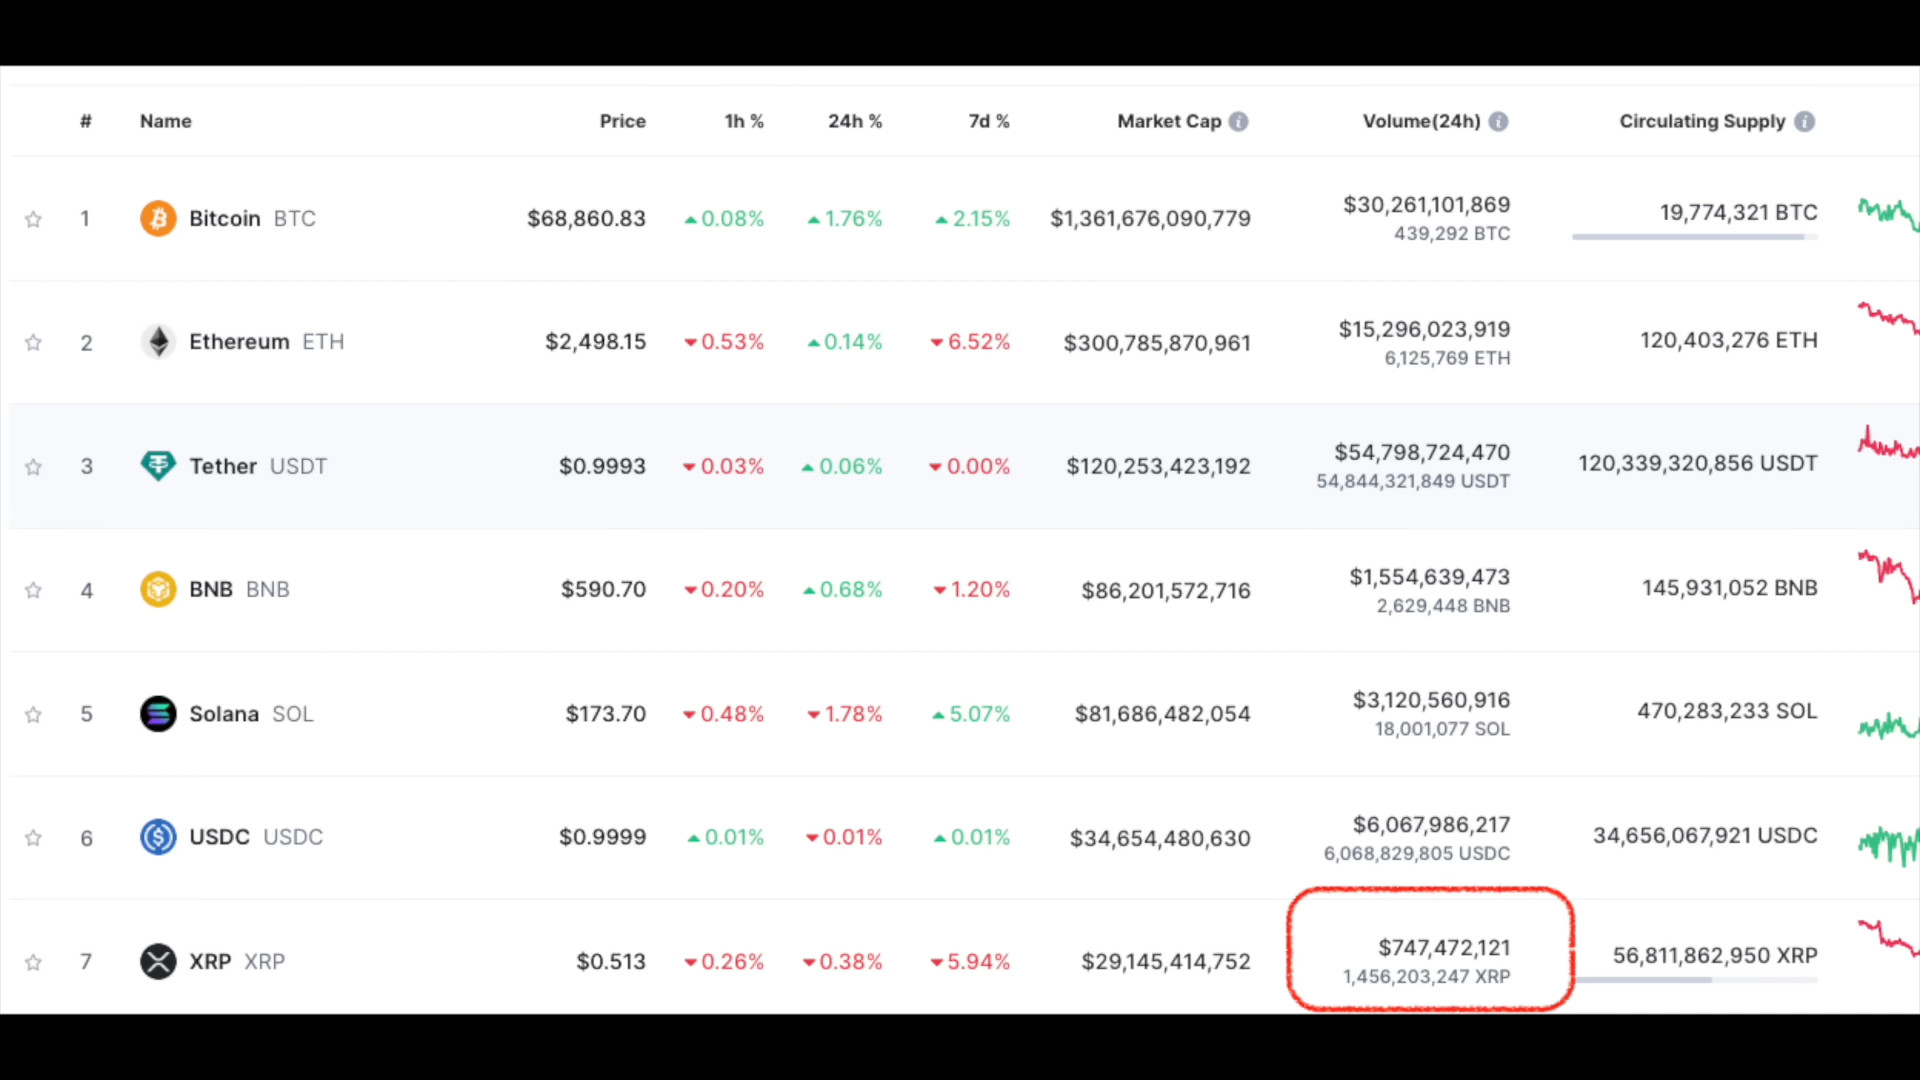 # Name Price 1h % 24h % 7d % Market Cap Volume(24h) Circulating Supply
1 Bitcoin BTC $68,860.83 0.08% 1.76% 2.15% $1,361,676,090,779 $30,261,101,869 19,774,321 BTC
439,292 BTC
2 Ethereum ETH $2,498.15 0.53% 0.14% 6.52% $300,785,870,961 $15,296,023,919 120,403,276 ETH
6,125,769 ETH
3 Tether USDT $0.9993 0.03% 0.06% 0.00% $120,253,423,192 $54,798,724,470 120,339,320,856 USDT
54,844,321,849 USDT
4 BNB BNB $590.70 0.20% 0.68% 1.20% $86,201,572,716 $1,554,639,473 145,931,052 BNB
2,629,448 BNB
5 Solana SOL $173.70 0.48% 1.78% 5.07% $81,686,482,054 $3,120,560,916 470,283,233 SOL
18,001,077 SOL
6 USDC USDC $0.9999 0.01% 0.01% 0.01% $34,654,480,630 $6,067,986,217 34,656,067,921 USDC
6,068,829,805 USDC
7 XRP XRP $0.513 0.26% 0.38% 5.94% $29,145,414,752 $747,472,121 56,811,862,950 XRP
1,456,203,247 XRP